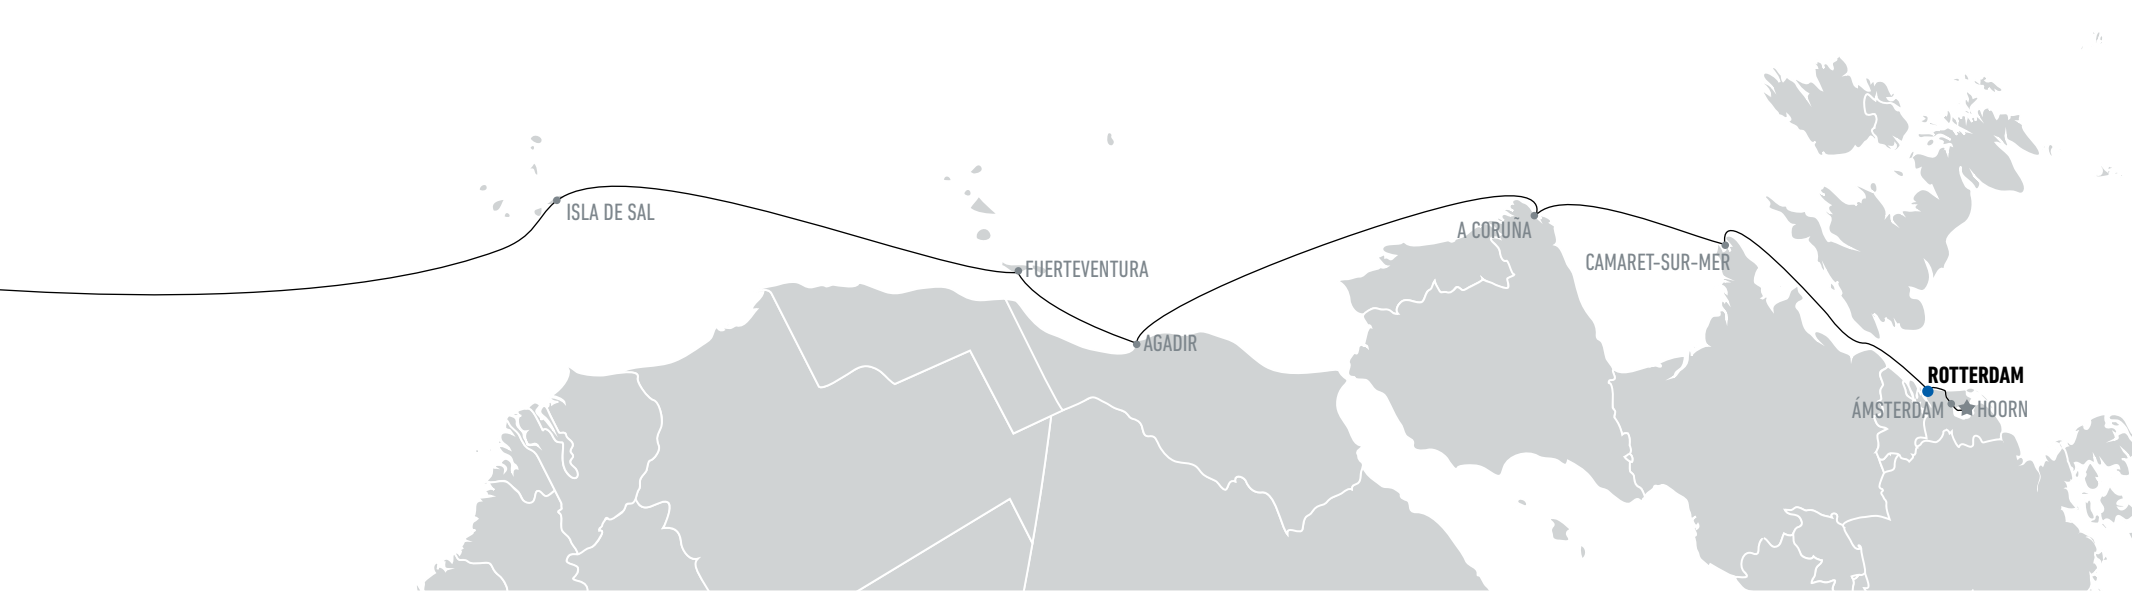 ISLA DE SAL
FUERTEVENTURA
AGADIR
A CORUÑA
CAMARET-SUR-MER
ROTTERDAM
ÁMSTERDAM
HOORN